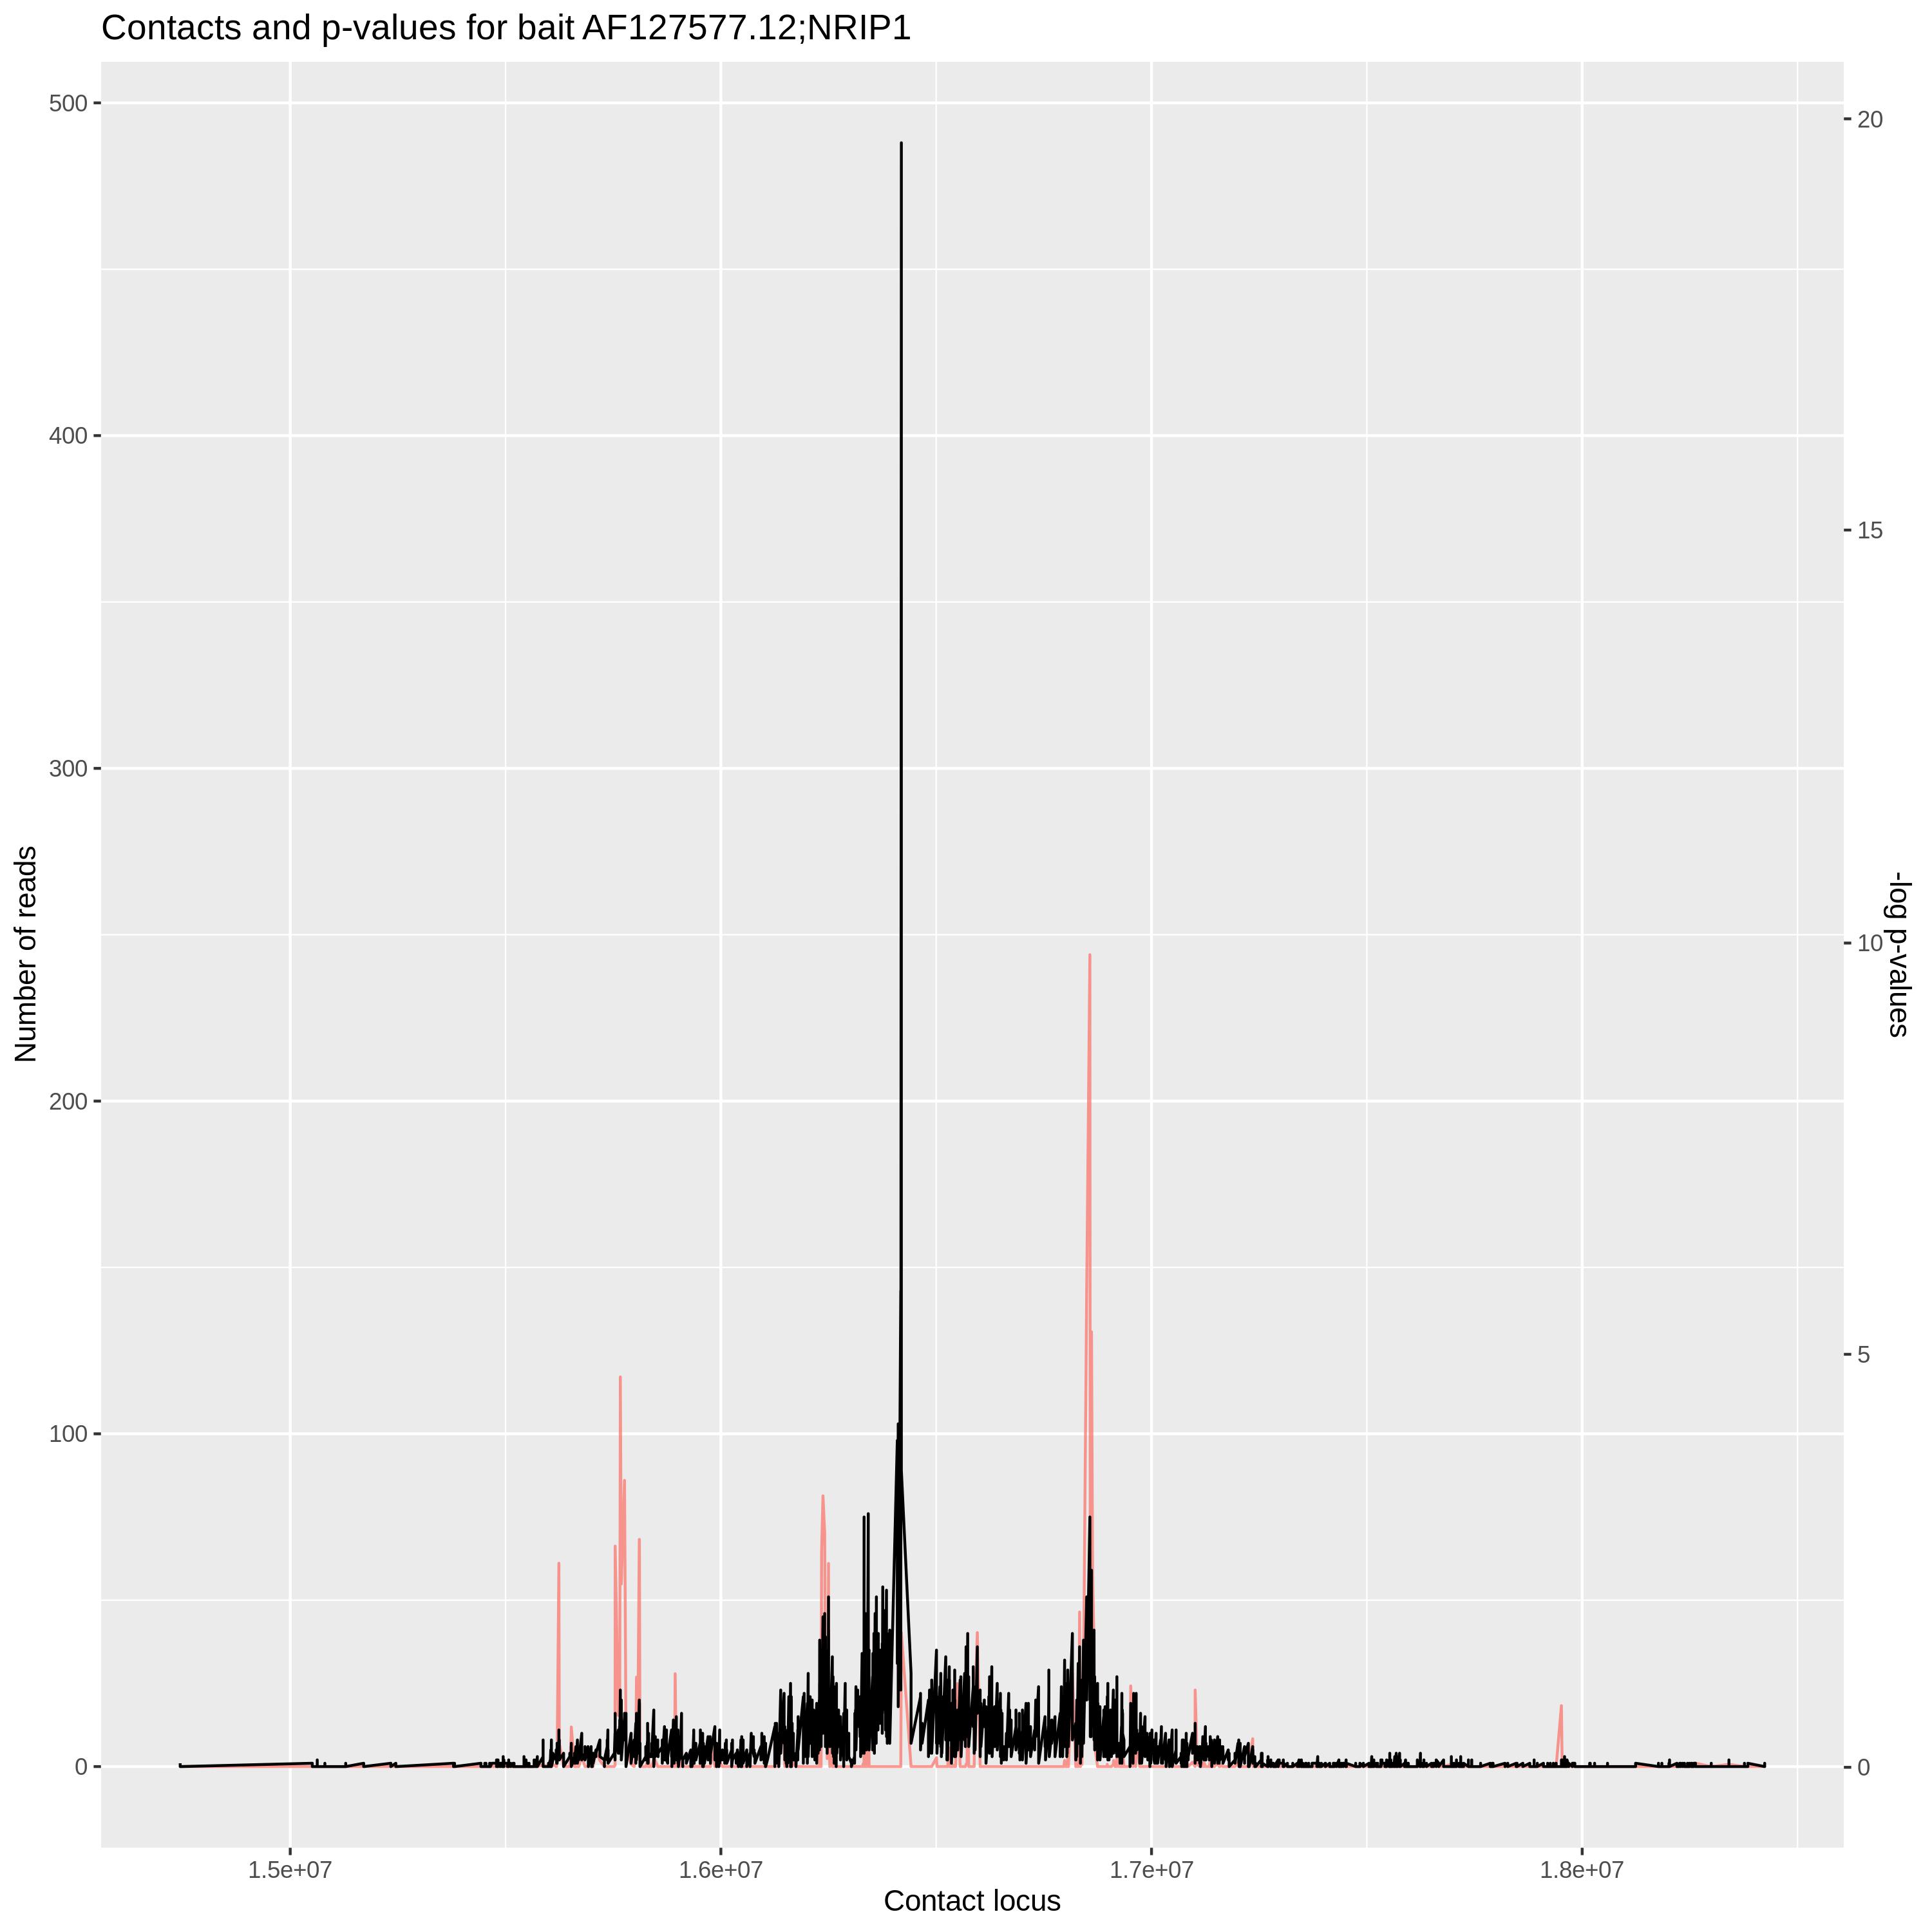 Contacts and p-values for bait AF127577.12;NRIP1
500
400
300
200
100
0
Number of reads
20
15
10
5
0
-log p-values
1.5e+07
1.6e+07
1.7e+07
1.8e+07
Contact locus